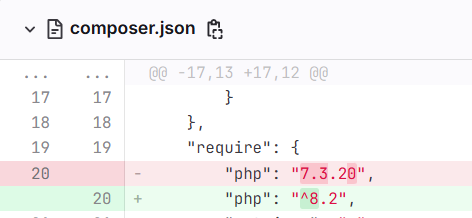 composer.json
... ... @@ -17,13 +17,12 @@
17 17 }
18 18 },
19 19 19 "require": {
20 - "php": "7.3.20",
20 + "php": "^8.2",